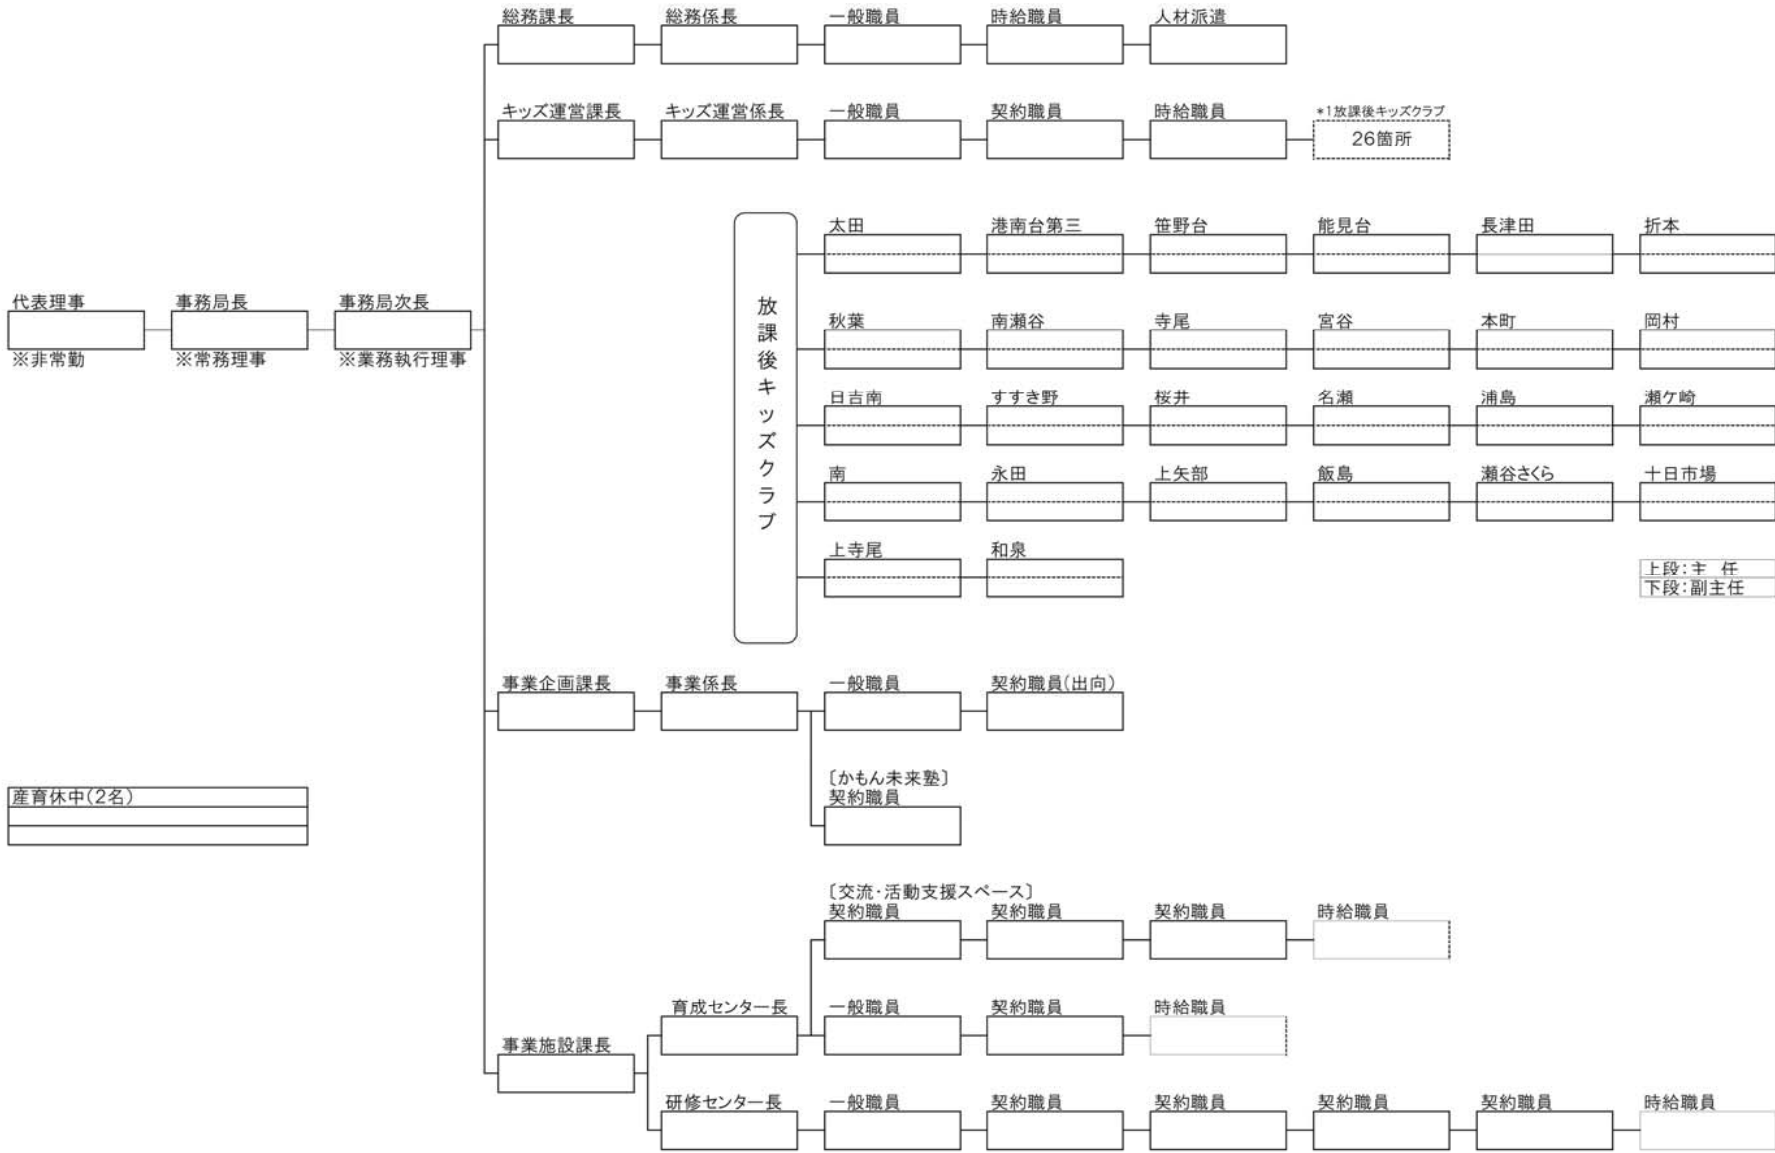 総務課長 総務係長 一般職員 時給職員 人材派遣
キッズ運営課長 キッズ運営係長 一般職員 契約職員 時給職員 *1放課後キッズクラブ
26箇所
太田 港南台第三 笹野台 能見台 長津田 折本
代表理事 事務局長 事務局次長
※非常勤 ※常務理事 ※業務執行理事
放課後キッズクラブ
秋葉 南瀬谷 寺尾 宮谷 本町 岡村
日吉南 すすき野 桜井 名瀬 浦島 瀬ケ崎
南 永田 上矢部 飯島 瀬谷さくら 十日市場
上寺尾 和泉
上段:主 任
下段:副主任
事業企画課長 事業係長 一般職員 契約職員(出向)
〔かもん未来塾〕
契約職員
産育休中(2名)
〔交流・活動支援スペース〕
契約職員 契約職員 契約職員 時給職員
育成センター長 一般職員 契約職員 時給職員
事業施設課長
研修センター長 一般職員 契約職員 契約職員 契約職員 契約職員 時給職員